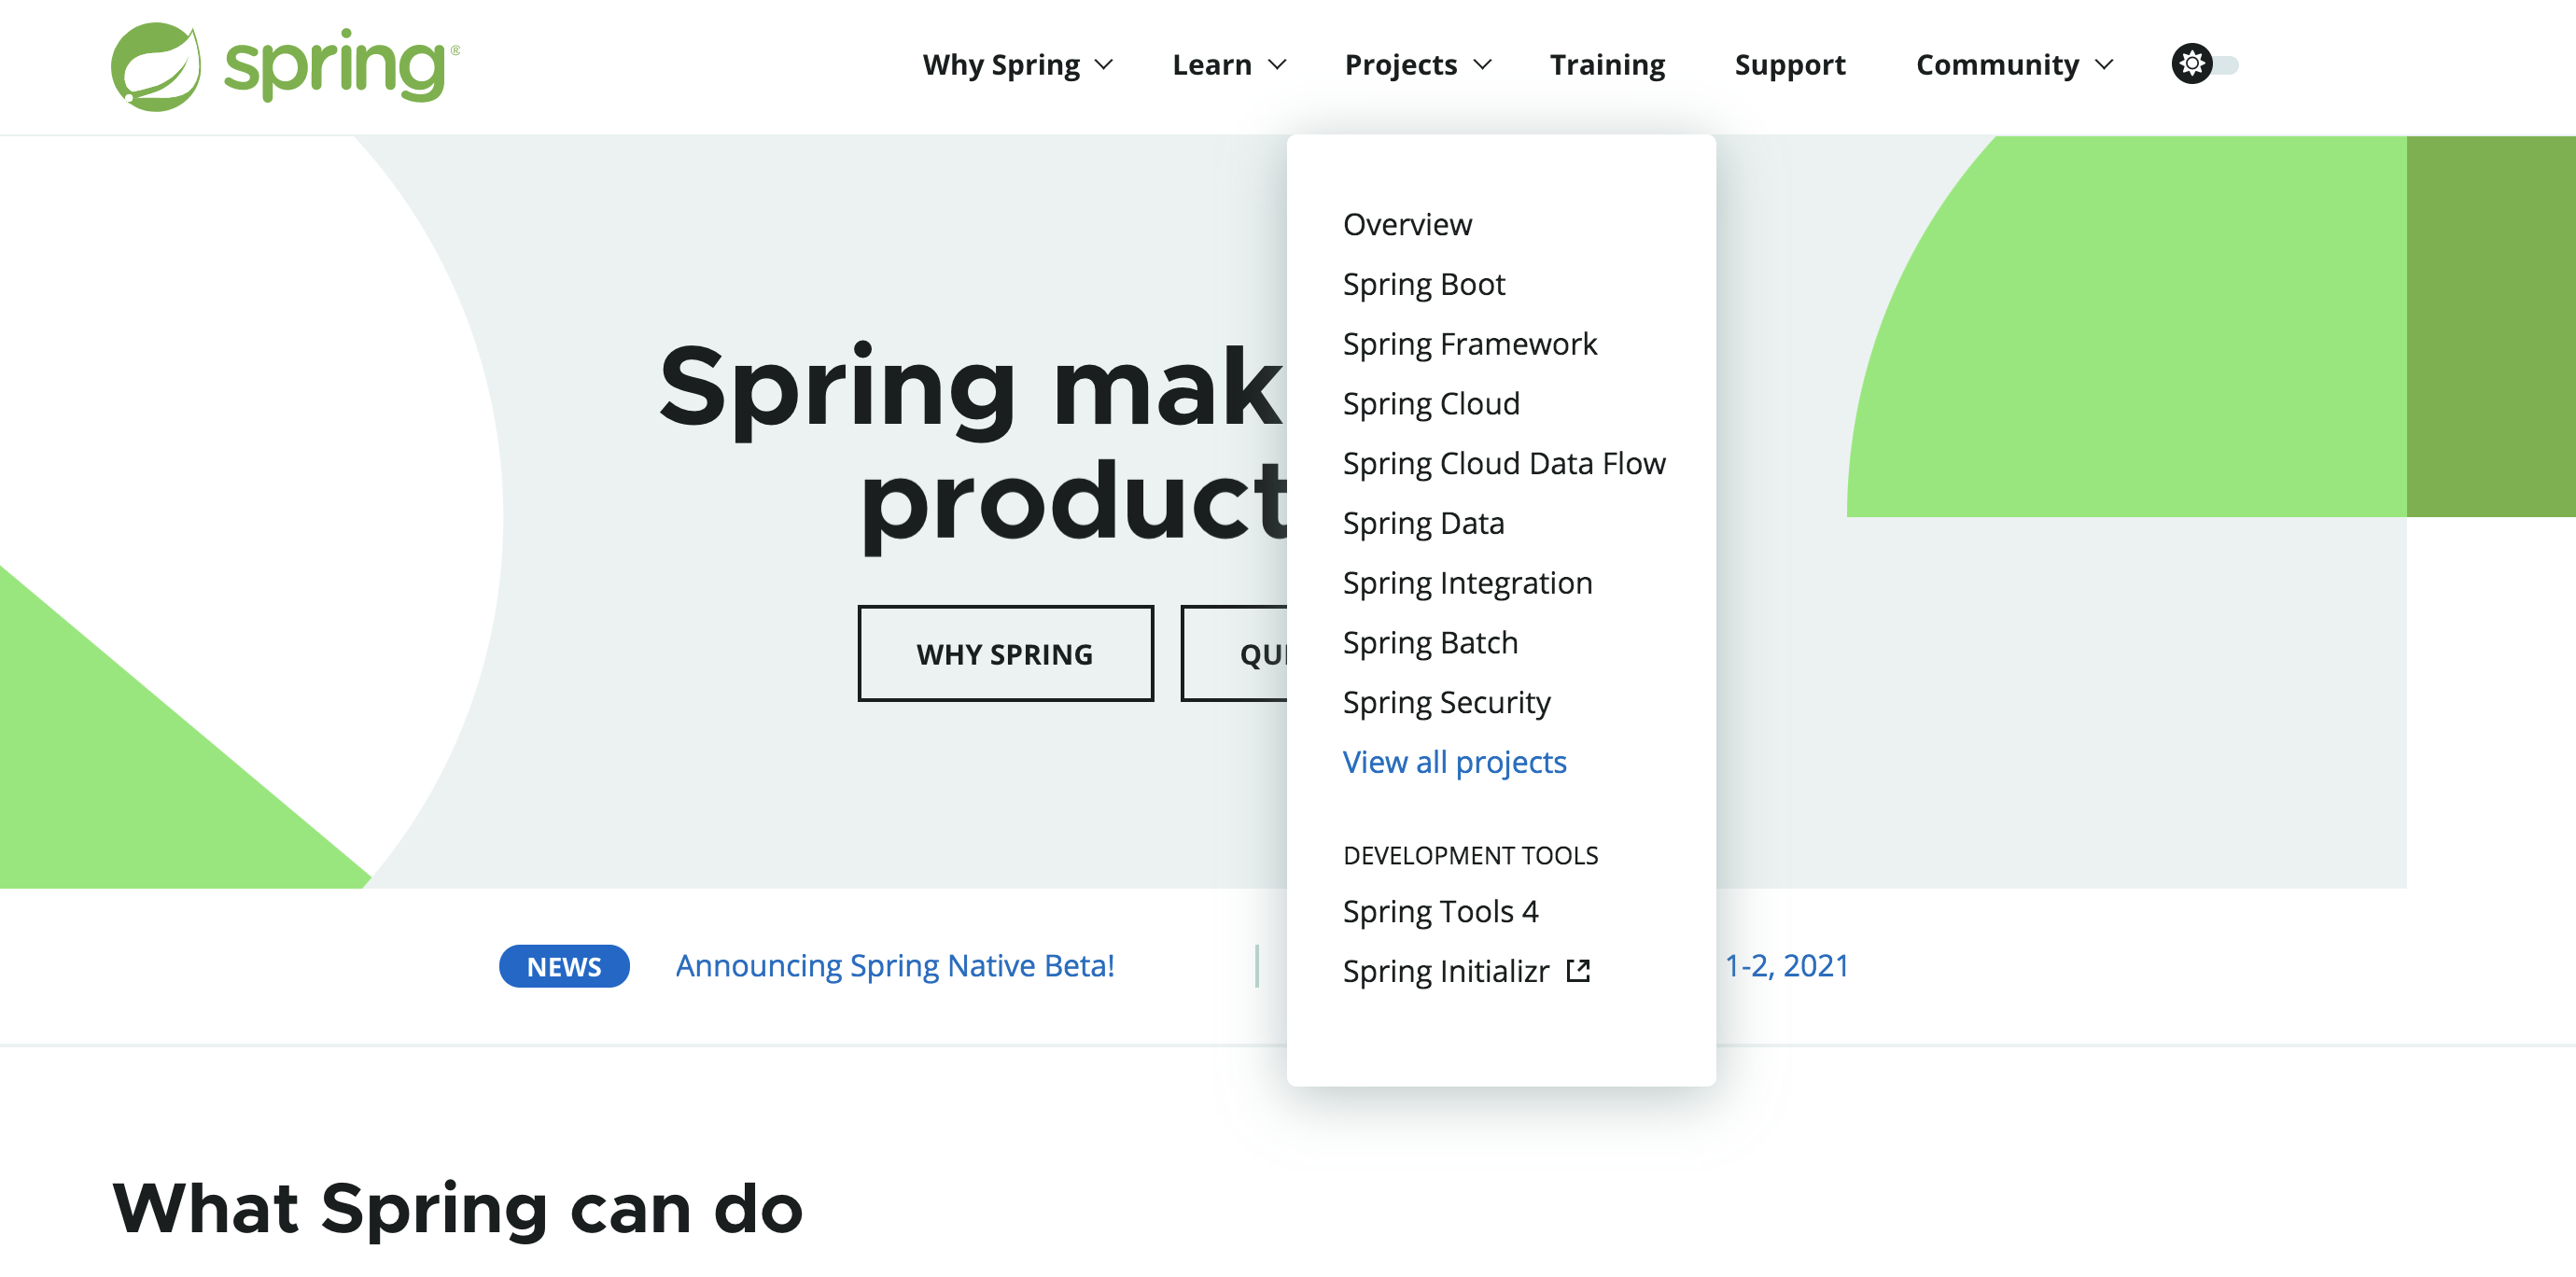 spring®
Why Spring Learn Projects Training Support Community
Overview
Spring Boot
Spring Framework
Spring Cloud
Spring Cloud Data Flow
Spring Data
Spring Integration
Spring Batch
Spring Security
View all projects
DEVELOPMENT TOOLS
Spring Tools 4
Spring Initializr
Spring mak
product
WHY SPRING
QUI
NEWS Announcing Spring Native Beta! 1-2, 2021
What Spring can do